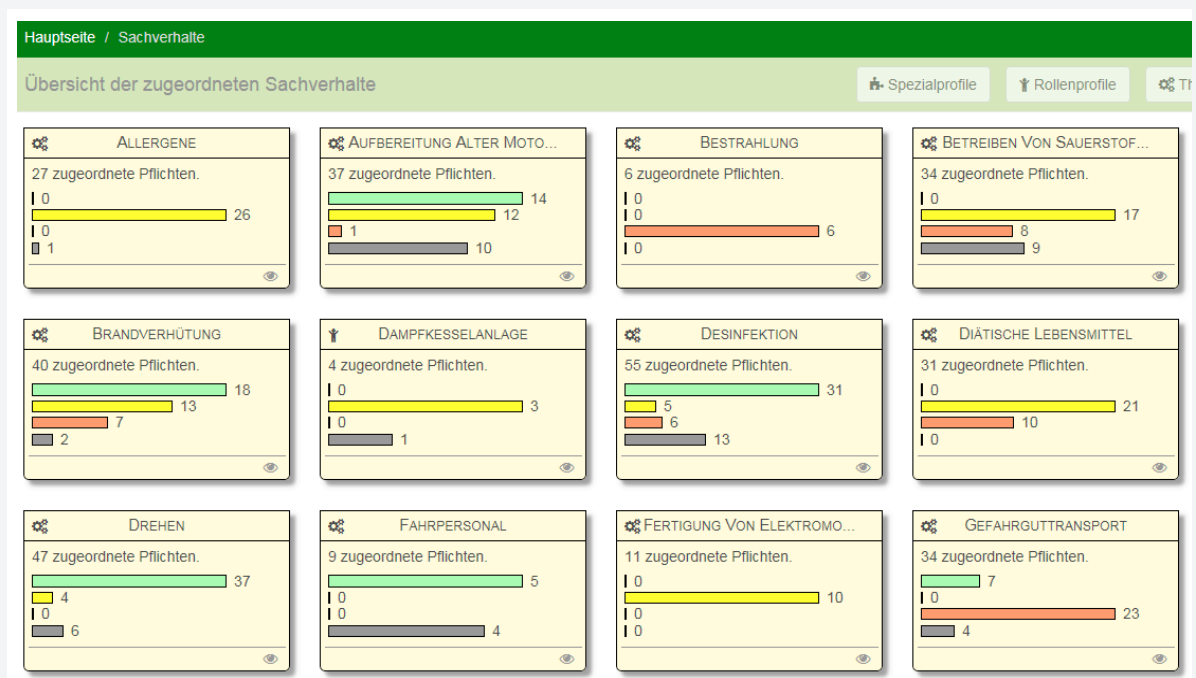 Hauptseite / Sachverhalte
Übersicht der zugeordneten Sachverhalte
Spezialprofile
Rollenprofile
Th
ALLERGENE
27 zugeordnete Pflichten.
0
26
0
1
AUFBEREITUNG ALTER MOTO...
37 zugeordnete Pflichten.
14
12
1
10
BESTRAHLUNG
6 zugeordnete Pflichten.
0
0
6
0
BETREIBEN VON SAUERSTOF...
34 zugeordnete Pflichten.
0
17
8
9
BRANDVERHÜTUNG
40 zugeordnete Pflichten.
18
13
7
2
DAMPFKESSELANLAGE
4 zugeordnete Pflichten.
0
3
0
1
DESINFEKTION
55 zugeordnete Pflichten.
31
5
6
13
DIÄTISCHE LEBENSMITTEL
31 zugeordnete Pflichten.
0
21
10
0
DREHEN
47 zugeordnete Pflichten.
37
4
0
6
FAHRPERSONAL
9 zugeordnete Pflichten.
5
0
0
4
FERTIGUNG VON ELEKTROMO...
11 zugeordnete Pflichten.
0
10
0
0
GEFAHRGUTTRANSPORT
34 zugeordnete Pflichten.
7
0
23
4